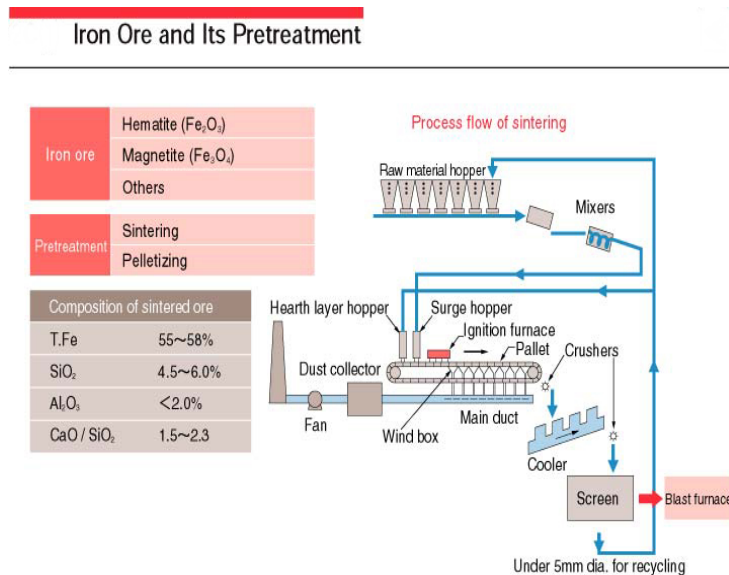 Iron Ore and Its Pretreatment
Iron ore
Hematite (Fe₂O₃)
Magnetite (Fe₃O₄)
Others
Pretreatment
Sintering
Pelletizing
Composition of sintered ore
T.Fe 55～58%
SiO₂ 4.5～6.0%
Al₂O₃ <2.0%
CaO / SiO₂ 1.5～2.3
Process flow of sintering
Raw material hopper
Mixers
Hearth layer hopper
Surge hopper
Ignition furnace
Pallet
Crushers
Dust collector
Fan
Wind box
Main duct
Cooler
Screen
Blast furnace
Under 5mm dia. for recycling